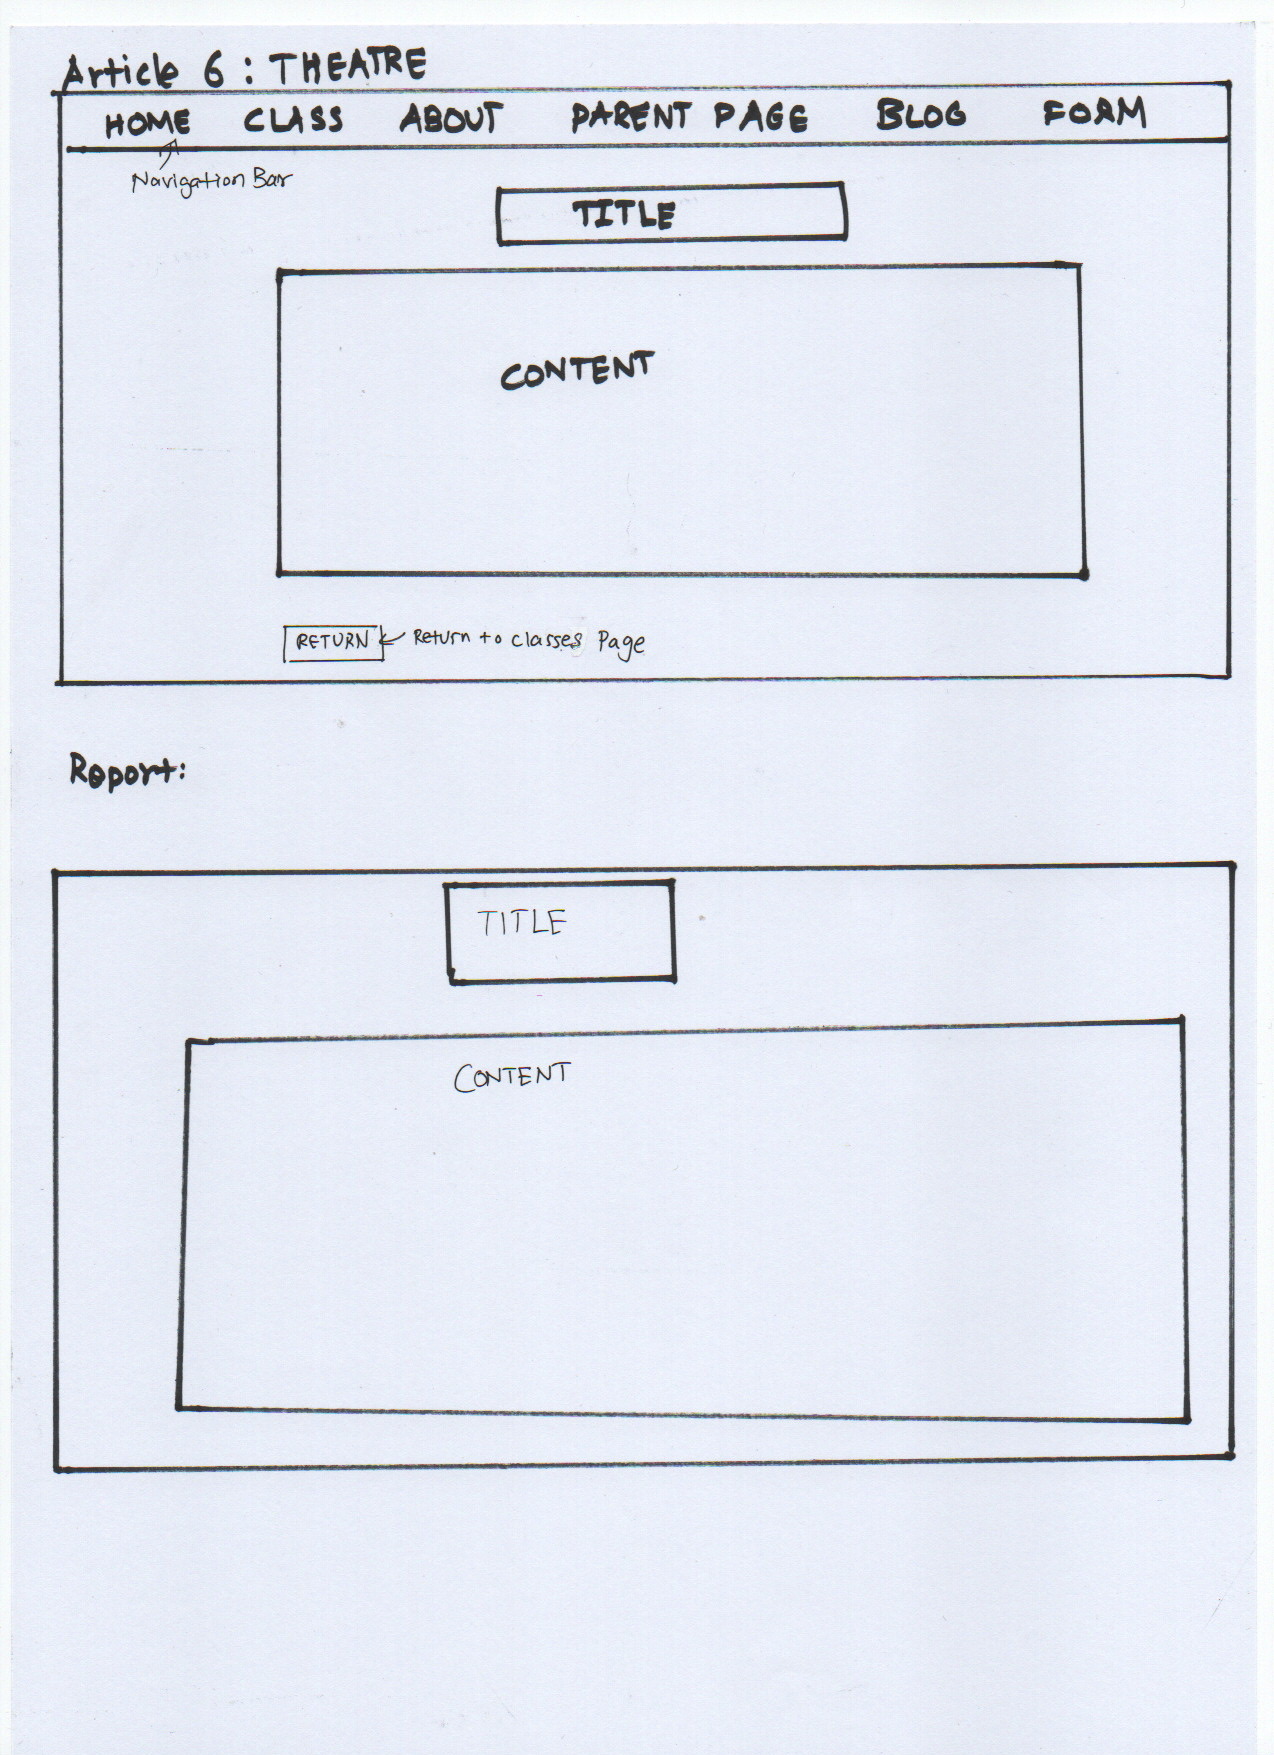 Article 6 : THEATRE
HOME CLASS ABOUT PARENT PAGE BLOG FORM
Navigation Bar
TITLE
CONTENT
RETURN Return to classes Page
Report:
TITLE
CONTENT